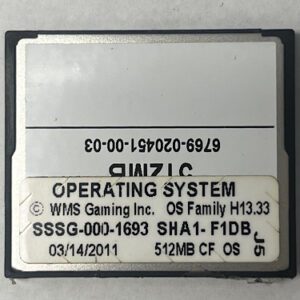 6769-020451-00-03
512MB
OPERATING SYSTEM
© WMS Gaming Inc. OS Family H13.33
SSSG-000-1693 SHA1- F1DB
03/14/2011 512MB CF OS
J5